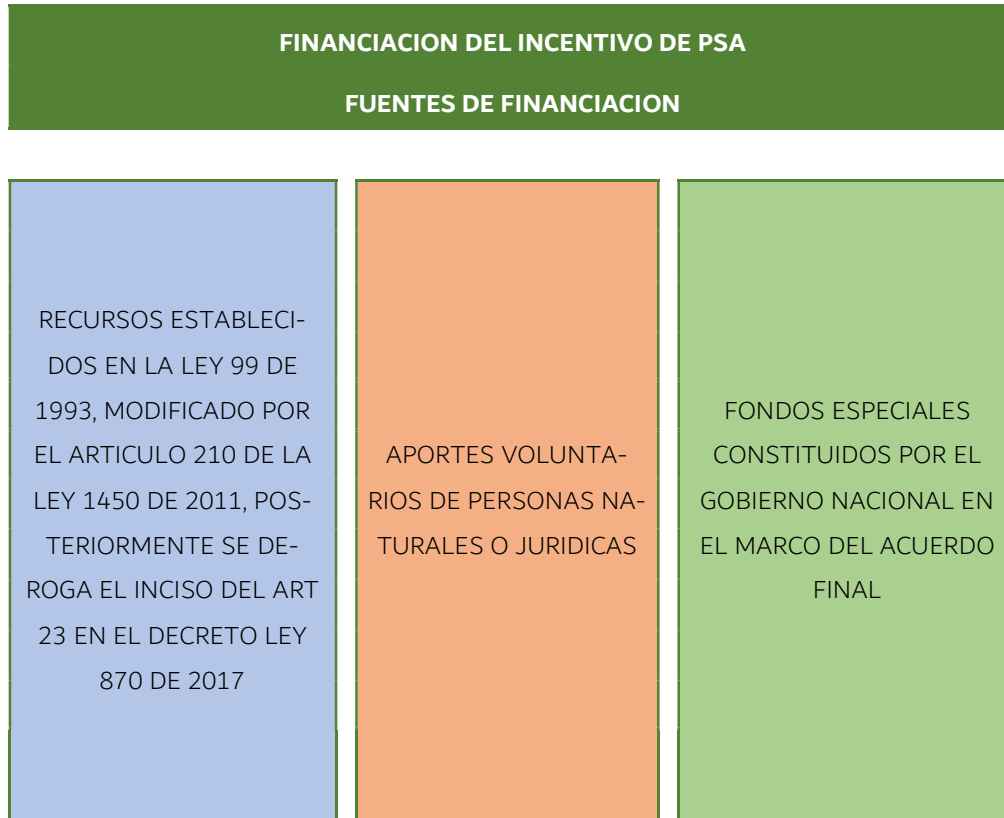 FINANCIACION DEL INCENTIVO DE PSA
FUENTES DE FINANCIACION
RECURSOS ESTABLECI-
DOS EN LA LEY 99 DE
1993, MODIFICADO POR
EL ARTICULO 210 DE LA
LEY 1450 DE 2011, POS-
TERIORMENTE SE DE-
ROGA EL INCISO DEL ART
23 EN EL DECRETO LEY
870 DE 2017
APORTES VOLUNTA-
RIOS DE PERSONAS NA-
TURALES O JURIDICAS
FONDOS ESPECIALES
CONSTITUIDOS POR EL
GOBIERNO NACIONAL EN
EL MARCO DEL ACUERDO
FINAL